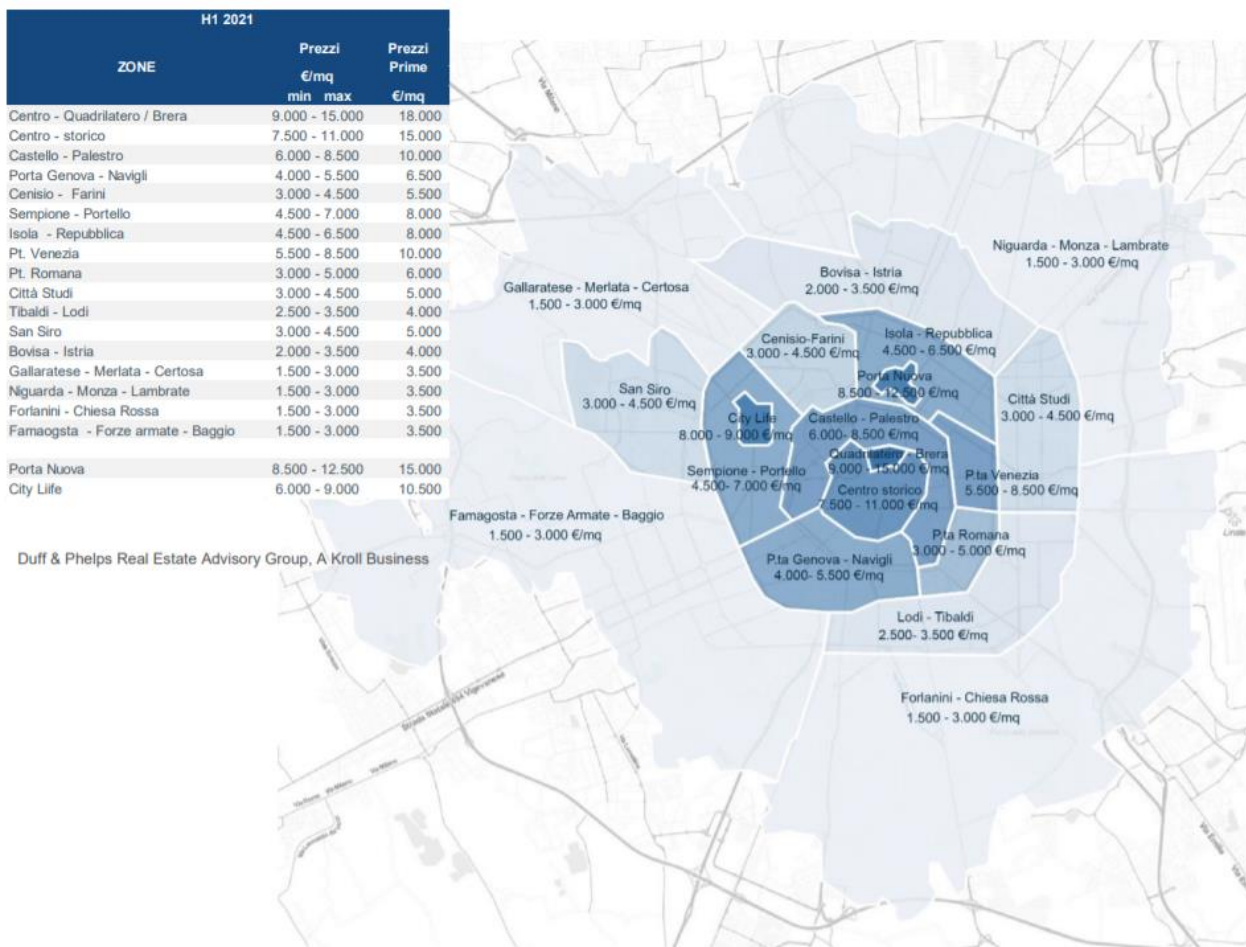 H1 2021
ZONE
Prezzi
€/mq
min max
Prezzi
Prime
€/mq
Centro - Quadrilatero / Brera 9.000 - 15.000 18.000
Centro - storico 7.500 - 11.000 15.000
Castello - Palestro 6.000 - 8.500 10.000
Porta Genova - Navigli 4.000 - 5.500 6.500
Cenisio - Farini 3.000 - 4.500 5.500
Sempione - Portello 4.500 - 7.000 8.000
Isola - Repubblica 4.500 - 6.500 8.000
Pt. Venezia 5.500 - 8.500 10.000
Pt. Romana 3.000 - 5.000 6.000
Città Studi 3.000 - 4.500 5.000
Tibaldi - Lodi 2.500 - 3.500 4.000
San Siro 3.000 - 4.500 5.000
Bovisa - Istria 2.000 - 3.500 4.000
Gallaratese - Merlata - Certosa 1.500 - 3.000 3.500
Niguarda - Monza - Lambrate 1.500 - 3.000 3.500
Forlanini - Chiesa Rossa 1.500 - 3.000 3.500
Famaogsta - Forze armate - Baggio 1.500 - 3.000 3.500
Porta Nuova 8.500 - 12.500 15.000
City Liife 6.000 - 9.000 10.500
Duff & Phelps Real Estate Advisory Group, A Kroll Business
Niguarda - Monza - Lambrate
1.500 - 3.000 €/mq
Bovisa - Istria
2.000 - 3.500 €/mq
Gallaratese - Merlata - Certosa
1.500 - 3.000 €/mq
Cenisio-Farini
3.000 - 4.500 €/mq
Isola - Repubblica
4.500 - 6.500 €/mq
Porta Nuova
8.500 - 12.500 €/mq
San Siro
3.000 - 4.500 €/mq
Città Studi
3.000 - 4.500 €/mq
City Life
8.000 - 9.000 €/mq
Castello - Palestro
6.000- 8.500 €/mq
Quadrilatero - Brera
9.000 - 15.000 €/mq
Sempione - Portello
4.500- 7.000 €/mq
Centro storico
7.500 - 11.000 €/mq
P.ta Venezia
5.500 - 8.500 €/mq
Famagosta - Forze Armate - Baggio
1.500 - 3.000 €/mq
P.ta Romana
3.000 - 5.000 €/mq
P.ta Genova - Navigli
4.000- 5.500 €/mq
Lodi - Tibaldi
2.500- 3.500 €/mq
Forlanini - Chiesa Rossa
1.500 - 3.000 €/mq
Strada Statale 494 Vigevanese
Via Milano
Via Emilia